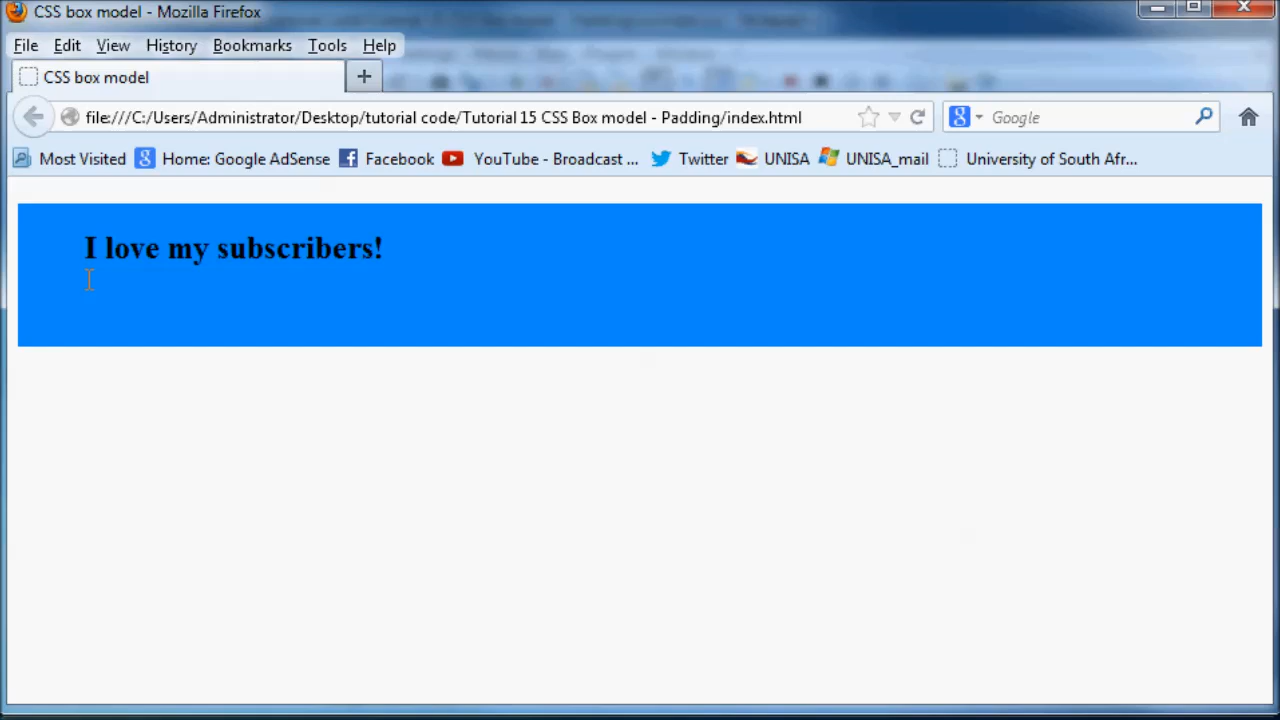 CSS box model - Mozilla Firefox
File Edit View History Bookmarks Tools Help
CSS box model
file:///C:/Users/Administrator/Desktop/tutorial code/Tutorial 15 CSS Box model - Padding/index.html Google
Most Visited Home: Google AdSense Facebook YouTube - Broadcast ... Twitter UNISA UNISA_mail University of South Afr...
I love my subscribers!